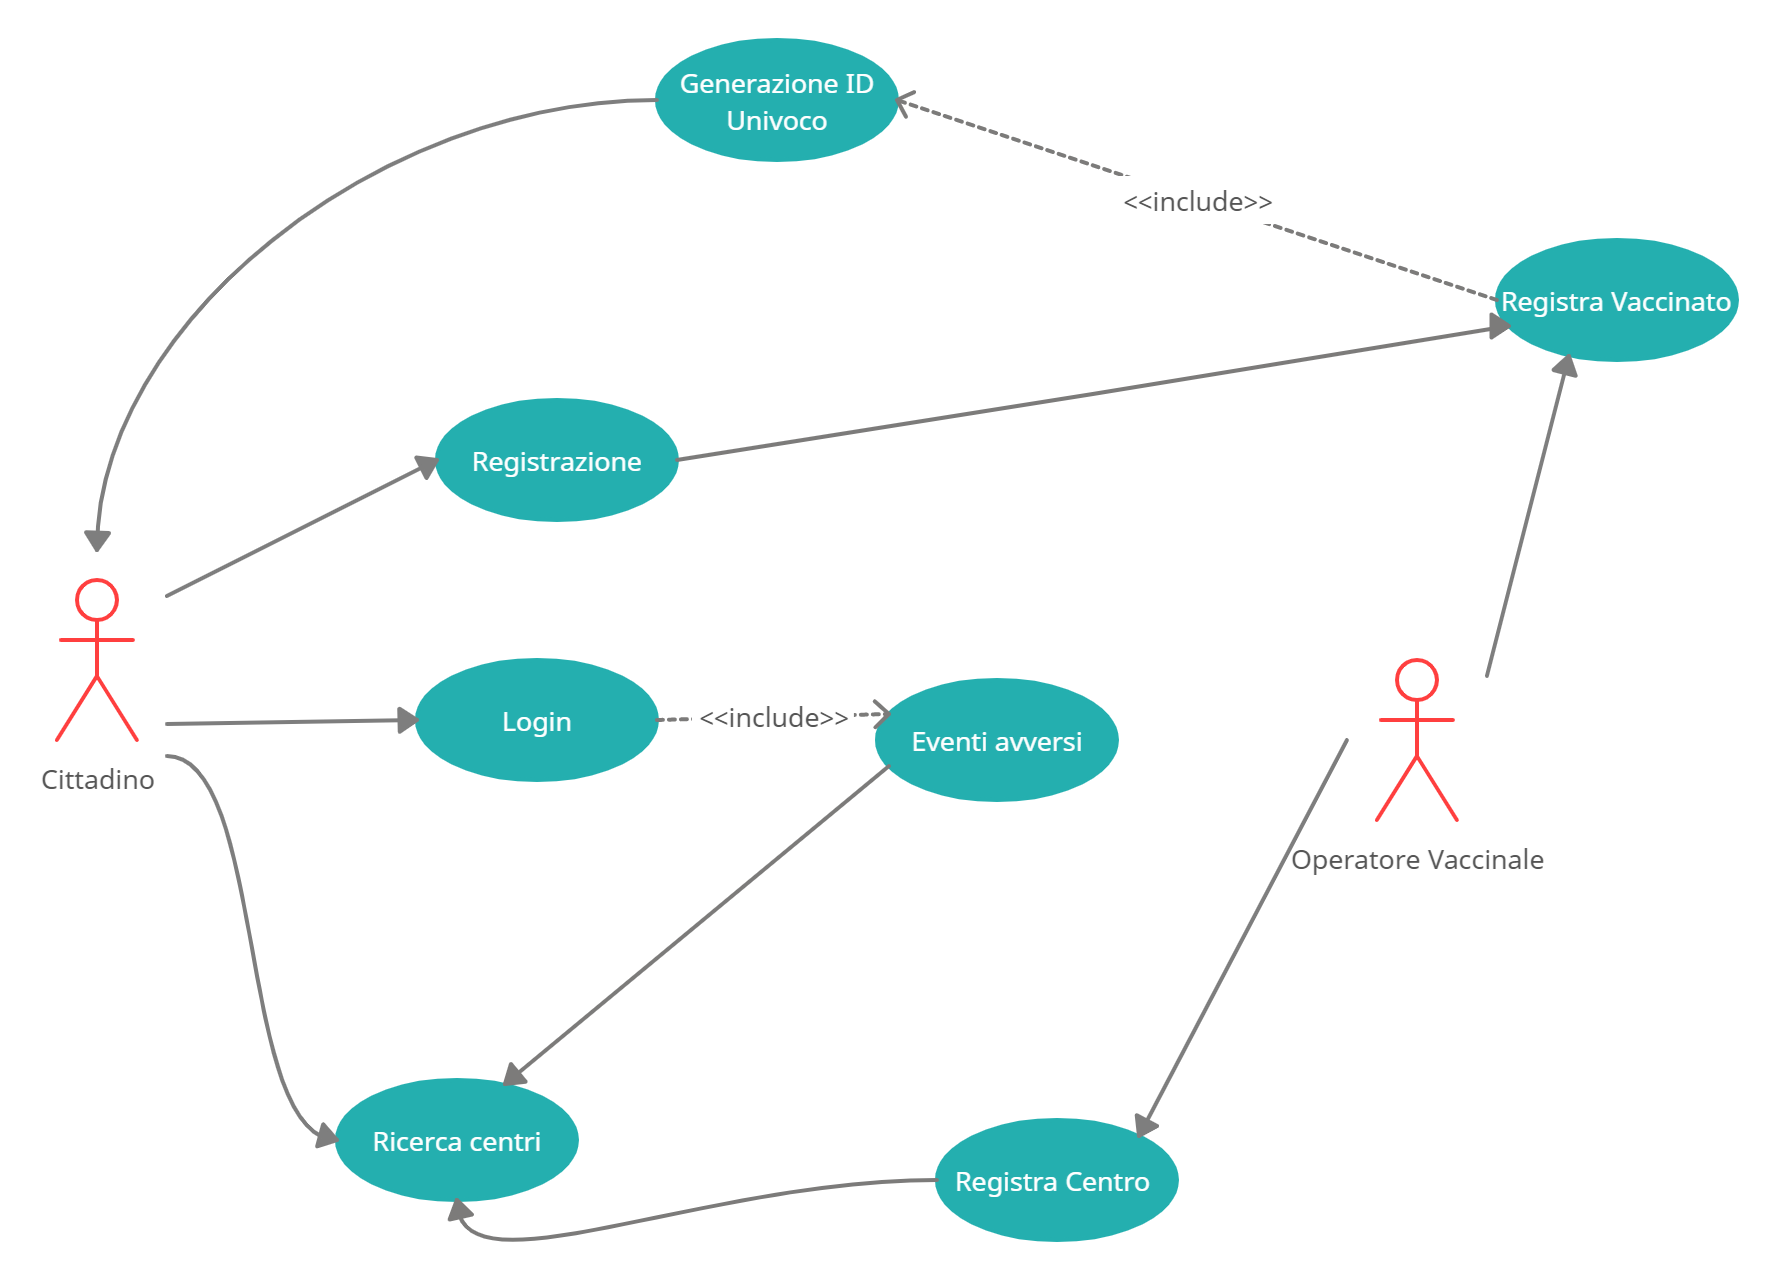 Generazione ID
Univoco
<<include>>
Registra Vaccinato
Registrazione
Login
<<include>>
Eventi avversi
Cittadino
Operatore Vaccinale
Ricerca centri
Registra Centro